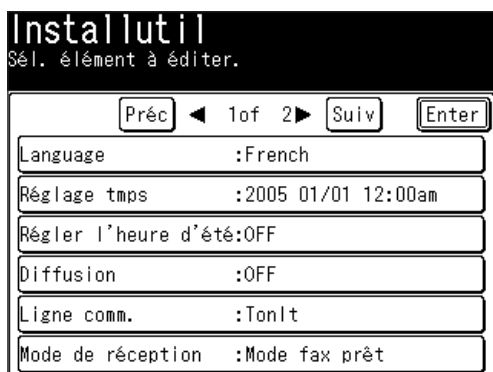 Installutil
Sél. élément à éditer.
Préc ◀ 1of 2▶ Suiv Enter
Language :French
Réglage tmps :2005 01/01 12:00am
Régler l'heure d'été:OFF
Diffusion :OFF
Ligne comm. :Tonlt
Mode de réception :Mode fax prêt